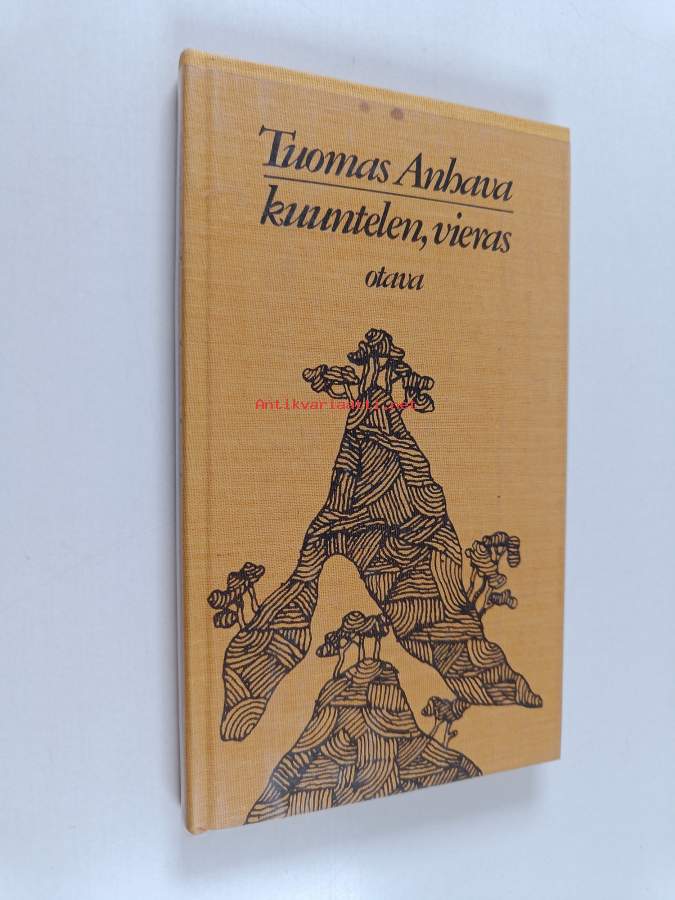 Tuomas Anhava
kuuntelen, vieras
otava
Antikvariaatti.net